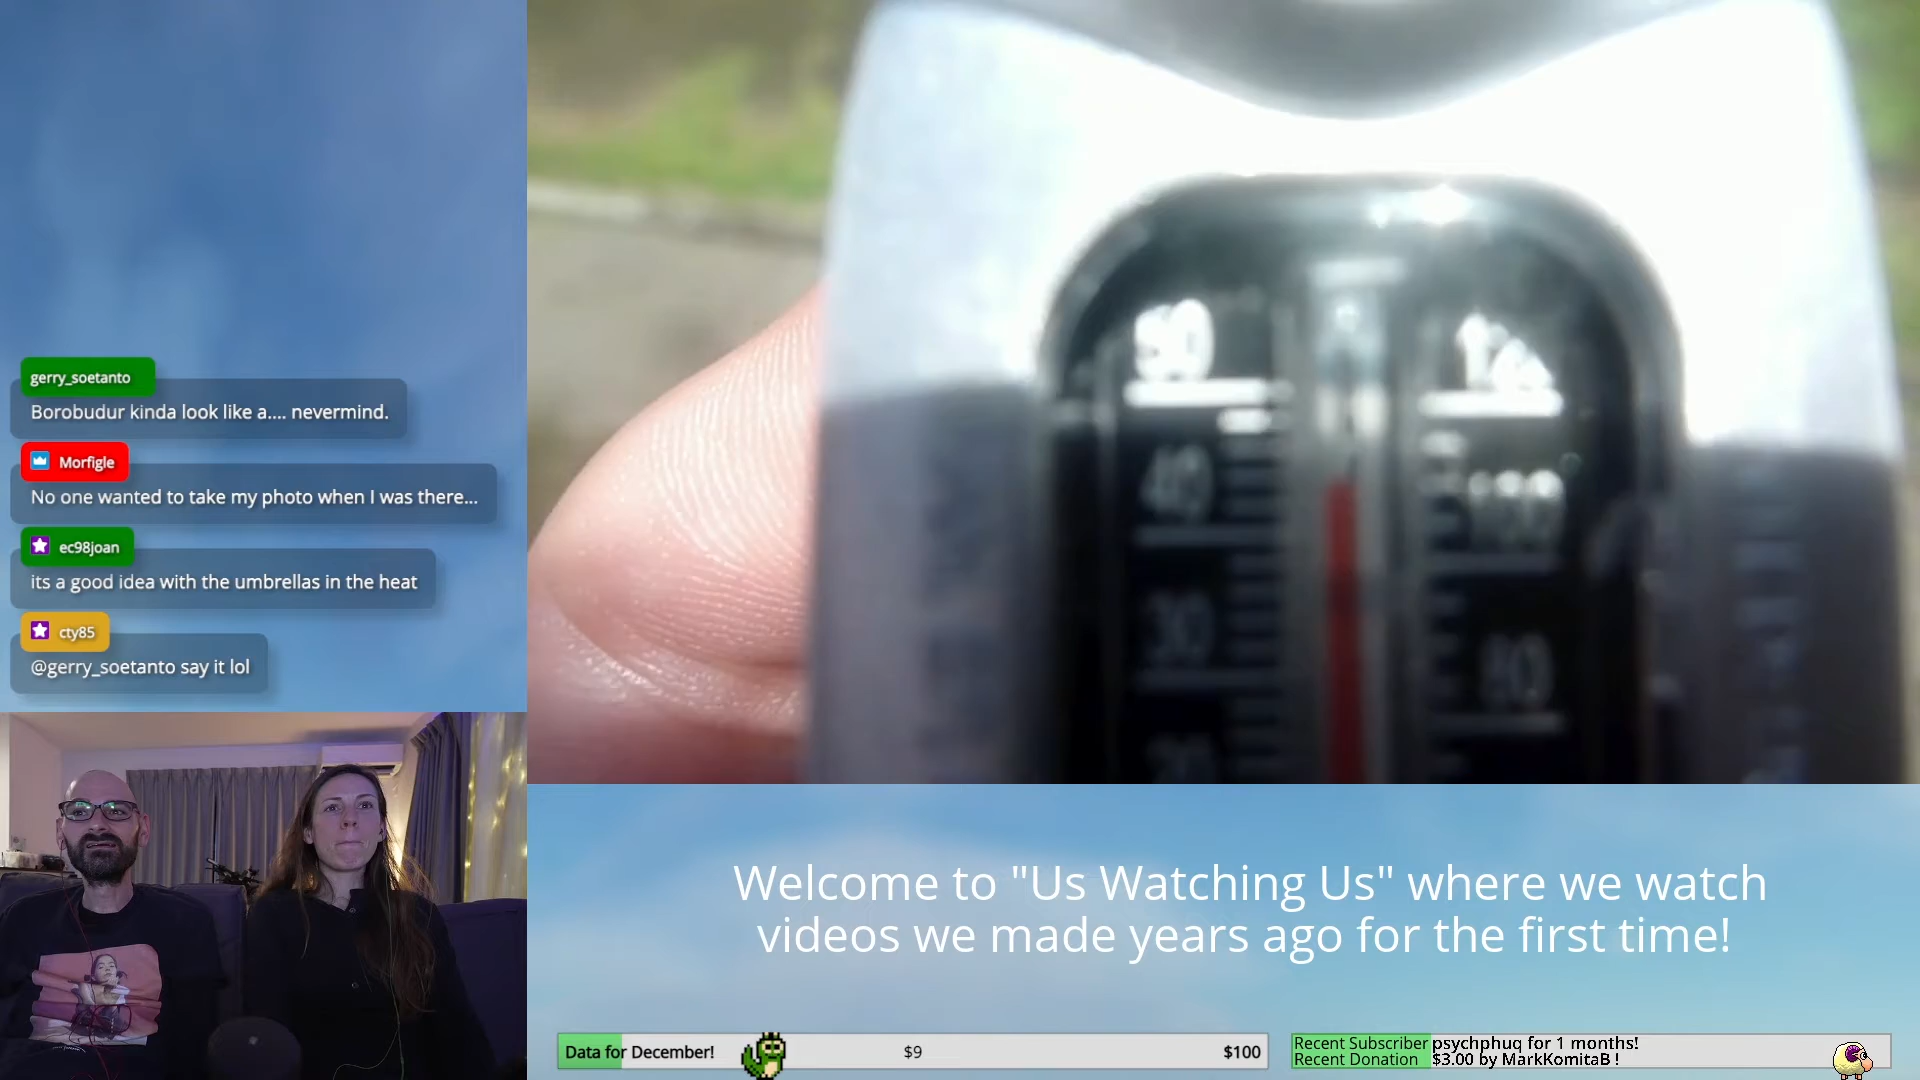 gerry_soetanto
Borobudur kinda look like a.... nevermind.
Morfigle
No one wanted to take my photo when I was there...
ec98joan
its a good idea with the umbrellas in the heat
cty85
@gerry_soetanto say it lol
50
120
40
100
30
80
20
Welcome to "Us Watching Us" where we watch
videos we made years ago for the first time!
Data for December!
$9
$100
Recent Subscriber psychphuq for 1 months!
Recent Donation $3.00 by MarkKomitaB !